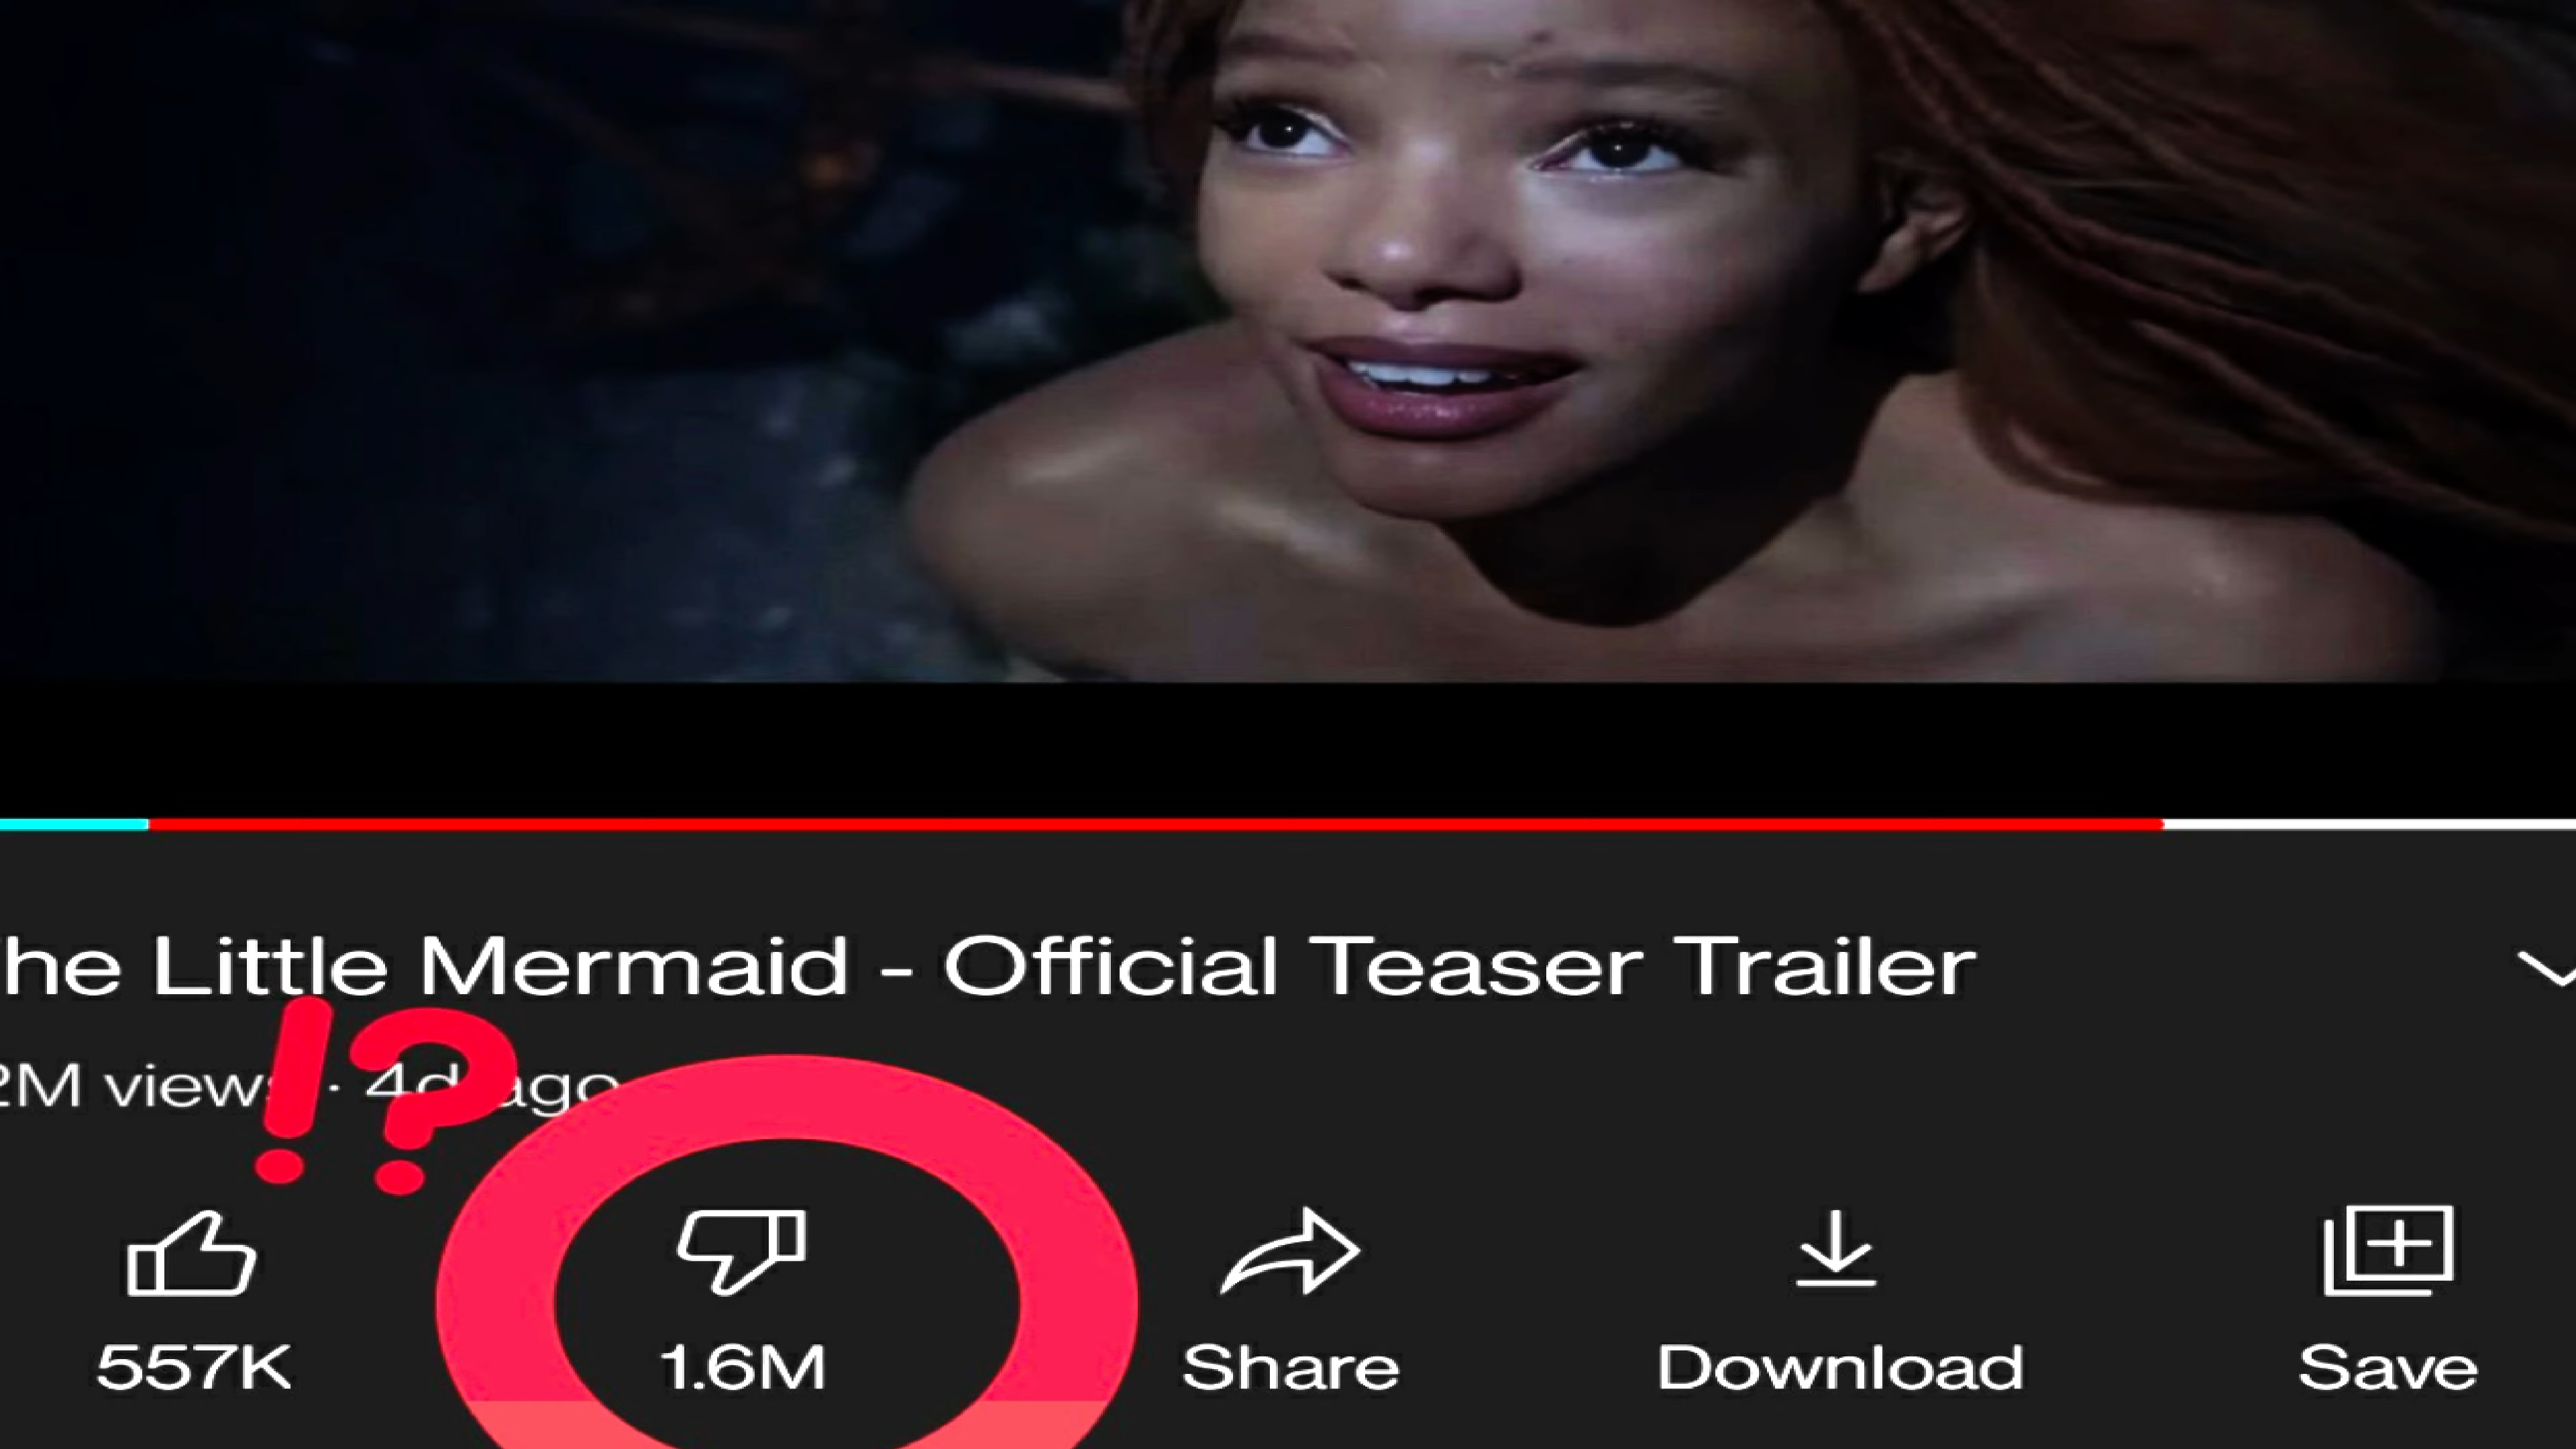 he Little Mermaid - Official Teaser Trailer
2M views · 4d ago
!?
557K
1.6M
Share
Download
Save